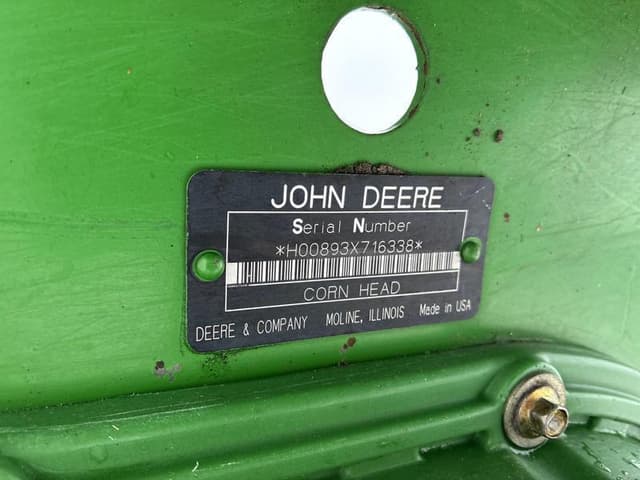 JOHN DEERE
Serial Number
*H00893X716338*
CORN HEAD
DEERE & COMPANY MOLINE, ILLINOIS Made in USA